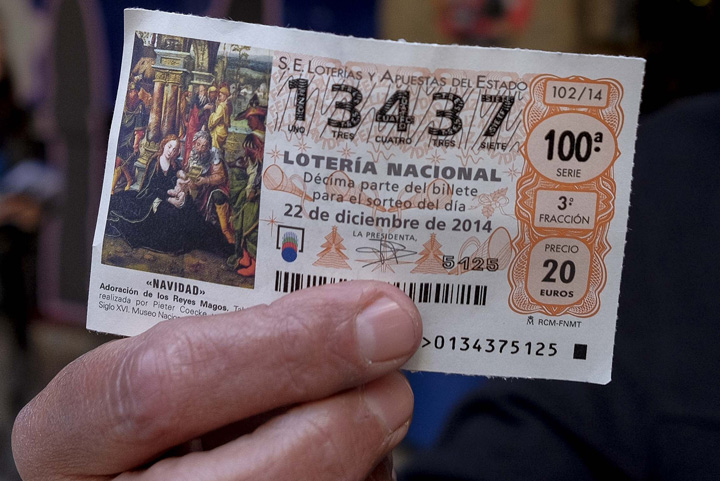 S.E. LOTERÍAS Y APUESTAS DEL ESTADO
13437
UNO TRES CUATRO TRES SIETE
LOTERÍA NACIONAL
Décima parte del billete
para el sorteo del día
22 de diciembre de 2014
LA PRESIDENTA,
5125
102/14
100ª
SERIE
3ª
FRACCIÓN
PRECIO
20
EUROS
RCM-FNMT
>0134375125
«NAVIDAD»
Adoración de los Reyes Magos.
realizada por Pieter Coecke
Siglo XVI. Museo